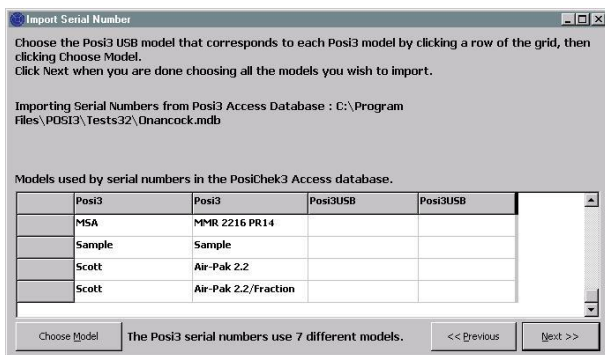 Import Serial Number
Choose the Posi3 USB model that corresponds to each Posi3 model by clicking a row of the grid, then
clicking Choose Model.
Click Next when you are done choosing all the models you wish to import.
Importing Serial Numbers from Posi3 Access Database : C:\Program
Files\POSI3\Tests32\Onancock.mdb
Models used by serial numbers in the PosiChek3 Access database.
Posi3 Posi3 Posi3USB Posi3USB
MSA MMR 2216 PR14
Sample Sample
Scott Air-Pak 2.2
Scott Air-Pak 2.2/Fraction
Choose Model The Posi3 serial numbers use 7 different models. << Previous Next >>